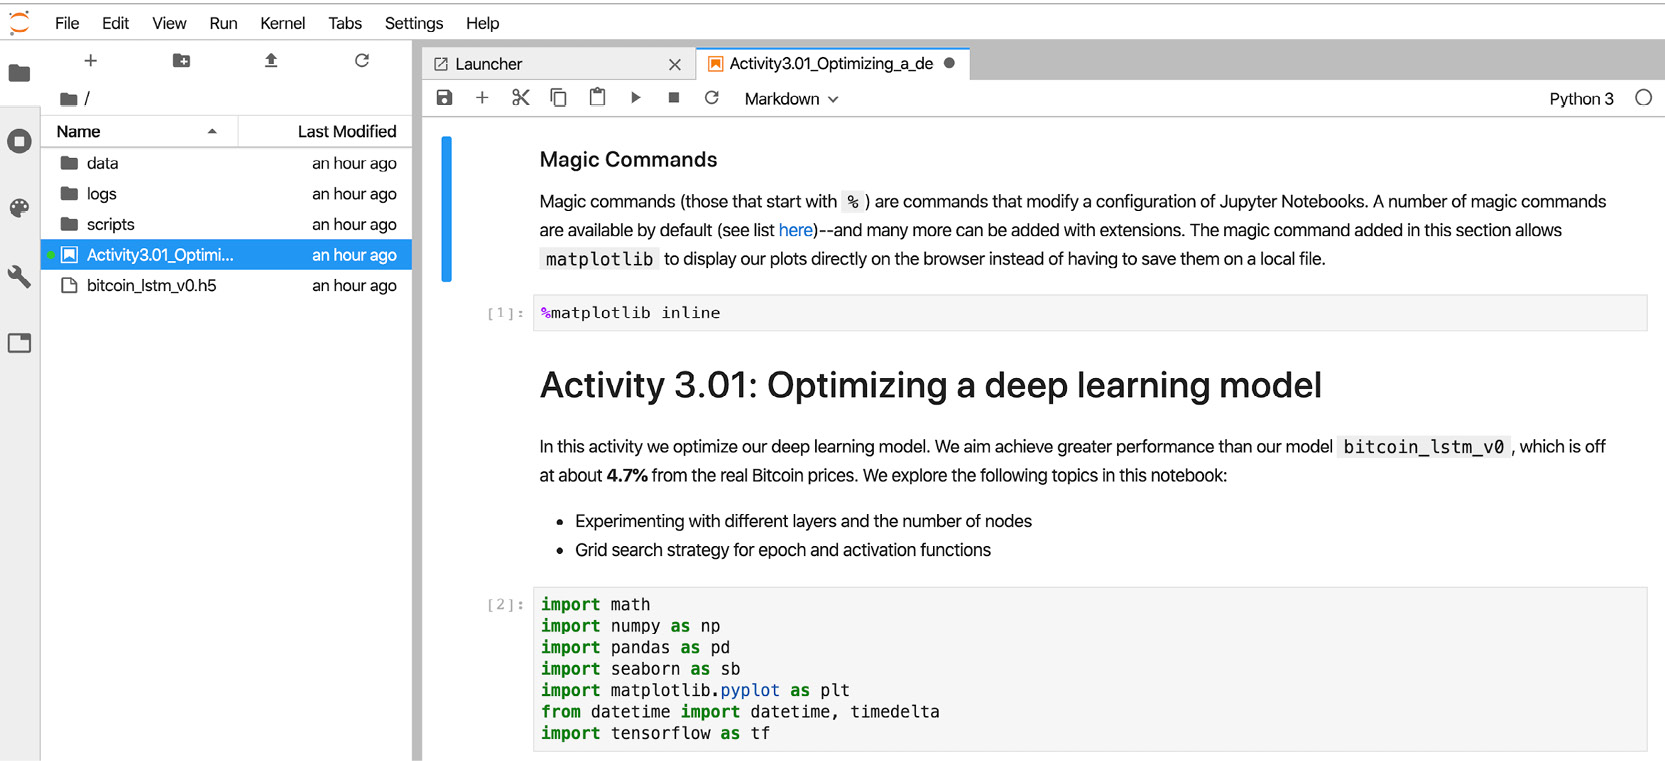 File Edit View Run Kernel Tabs Settings Help
Launcher
Activity3.01_Optimizing_a_de
/
Markdown
Python 3
Name Last Modified
data an hour ago
logs an hour ago
scripts an hour ago
Activity3.01_Optimi... an hour ago
bitcoin_lstm_v0.h5 an hour ago
Magic Commands
Magic commands (those that start with % ) are commands that modify a configuration of Jupyter Notebooks. A number of magic commands
are available by default (see list here)--and many more can be added with extensions. The magic command added in this section allows
matplotlib to display our plots directly on the browser instead of having to save them on a local file.
[1]: %matplotlib inline
Activity 3.01: Optimizing a deep learning model
In this activity we optimize our deep learning model. We aim achieve greater performance than our model bitcoin_lstm_v0 , which is off
at about 4.7% from the real Bitcoin prices. We explore the following topics in this notebook:
• Experimenting with different layers and the number of nodes
• Grid search strategy for epoch and activation functions
[2]: import math
import numpy as np
import pandas as pd
import seaborn as sb
import matplotlib.pyplot as plt
from datetime import datetime, timedelta
import tensorflow as tf